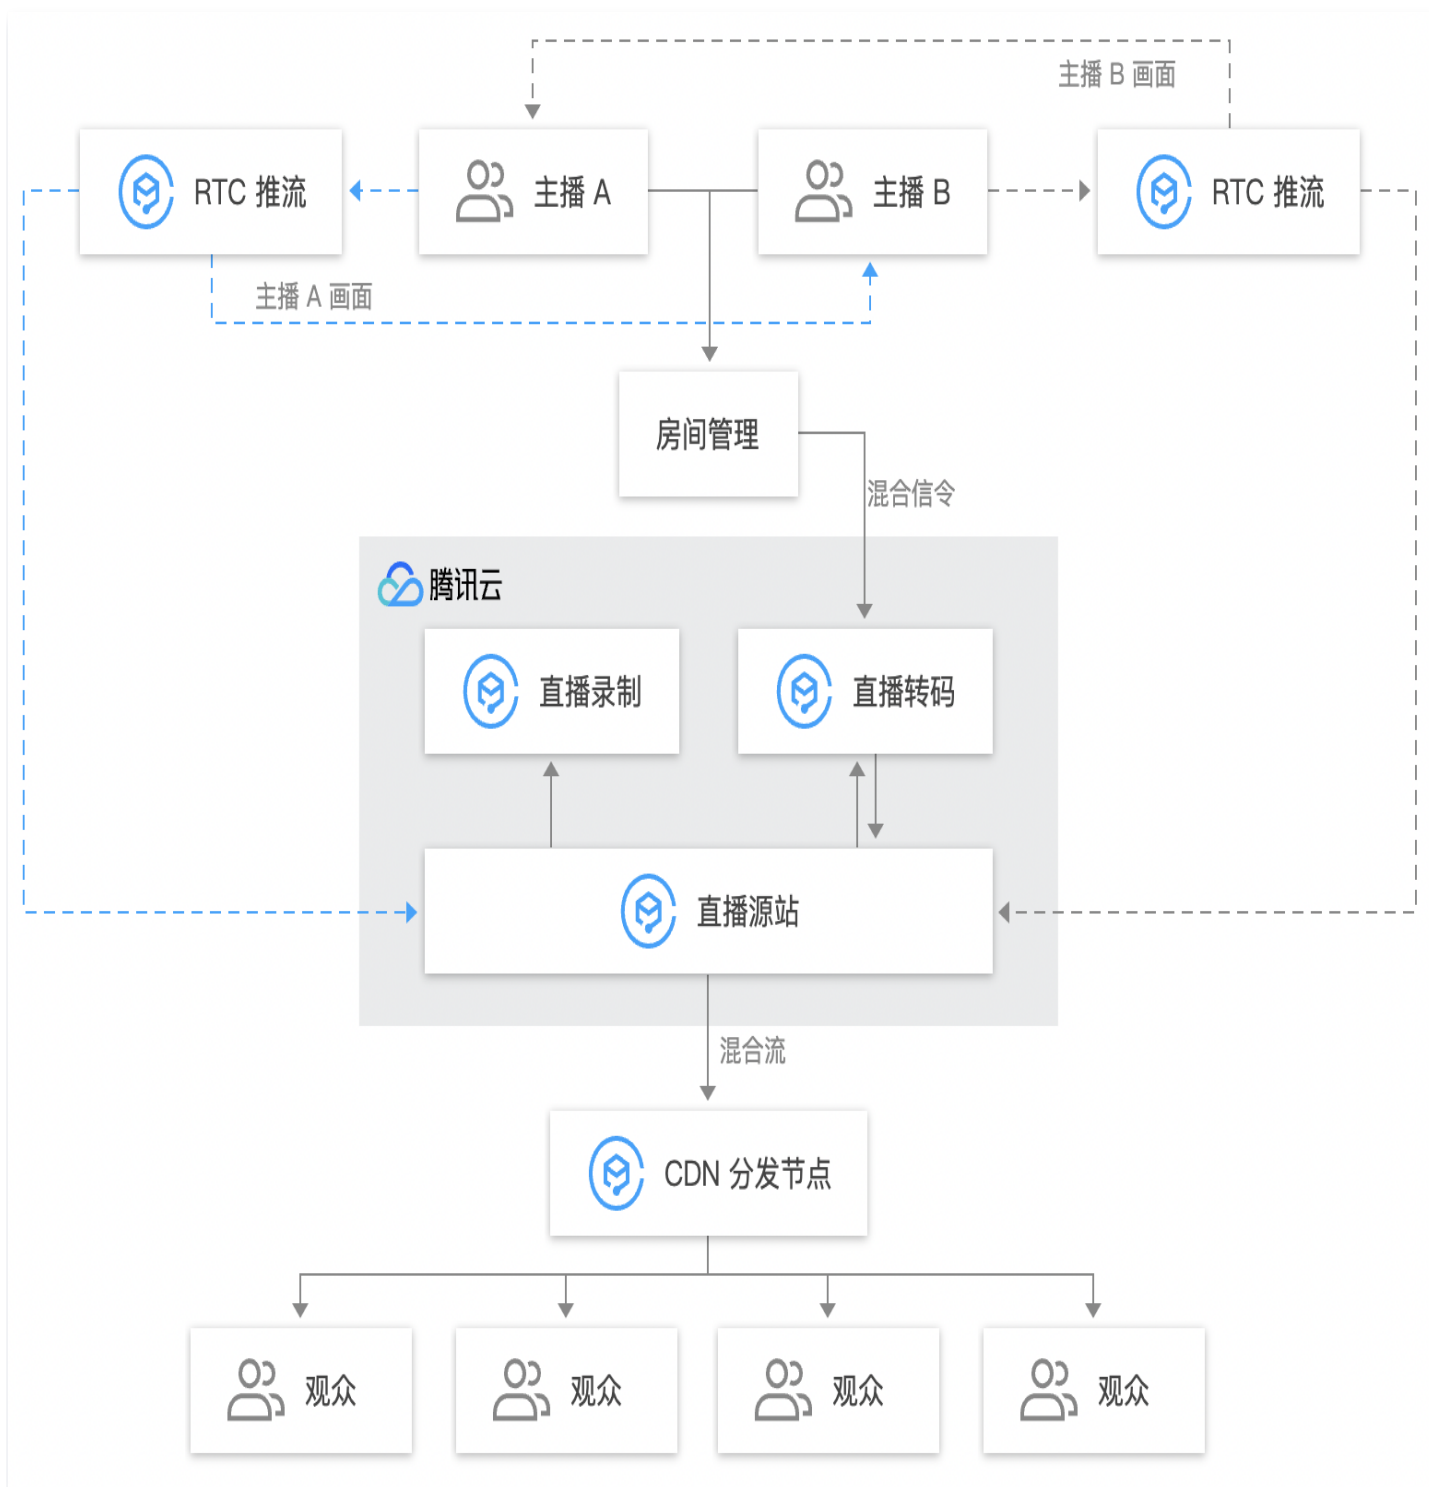 主播 B 画面
RTC 推流
主播 A
主播 B
RTC 推流
主播 A 画面
房间管理
混合信令
腾讯云
直播录制
直播转码
直播源站
混合流
CDN 分发节点
观众
观众
观众
观众